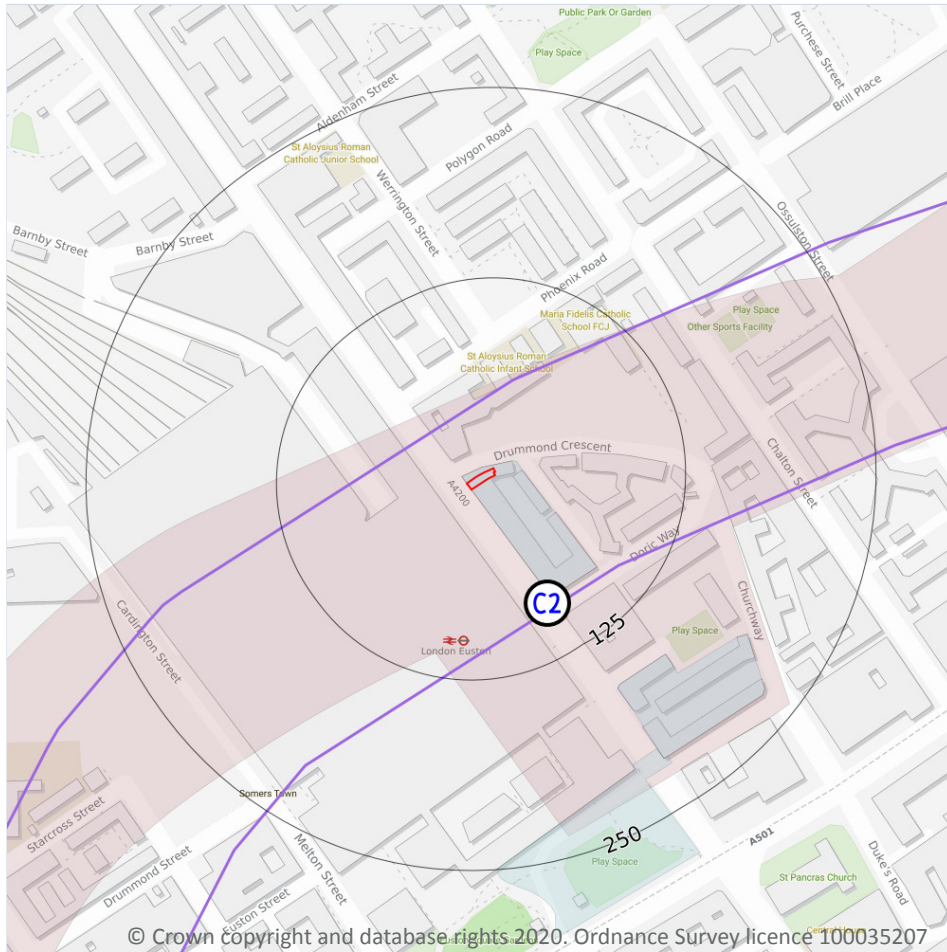 Public Park Or Garden
Play Space
Purchese Street
Brill Place
Aldenham Street
St Aloysius Roman
Catholic Junior School
Polygon Road
Werrington Street
Barnby Street
Barnby Street
Ossulston Street
Phoenix Road
Maria Fidelis Catholic
School FCJ
Play Space
Other Sports Facility
St Aloysius Roman
Catholic Infant School
Drummond Crescent
A4200
Chalton Street
Doric Way
C2
125
Churchway
Cardington Street
London Euston
Play Space
Somers Town
Starcross Street
Melton Street
250
A501
Play Space
Drummond Street
Duke's Road
St Pancras Church
Euston Street
© Crown copyright and database rights 2020. Ordnance Survey licence 100035207